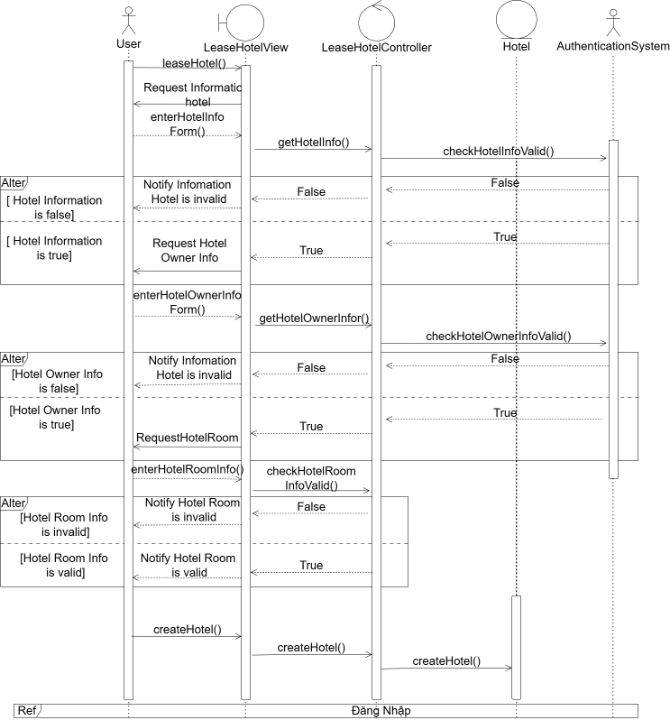 User
LeaseHotelView
LeaseHotelController
Hotel
AuthenticationSystem
leaseHotel()
Request Informatic
hotel
enterHotelInfo
Form()
getHotelInfo()
checkHotelInfoValid()
Alter
[ Hotel Information
is false]
Notify Infomation
Hotel is invalid
False
False
[ Hotel Information
is true]
Request Hotel
Owner Info
True
True
enterHotelOwnerInfo
Form()
getHotelOwnerInfor()
checkHotelOwnerInfoValid()
Alter
[Hotel Owner Info
is false]
Notify Infomation
Hotel is invalid
False
False
[Hotel Owner Info
is true]
True
True
RequestHotelRoom
enterHotelRoomInfo()
checkHotelRoom
InfoValid()
Alter
[Hotel Room Info
is invalid]
Notify Hotel Room
is invalid
False
[Hotel Room Info
is valid]
Notify Hotel Room
is valid
True
createHotel()
createHotel()
createHotel()
Ref
Đăng Nhập